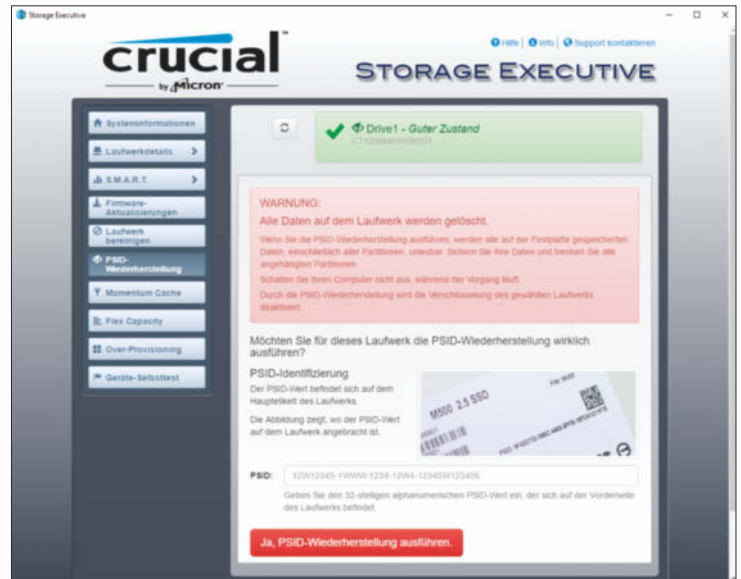 Storage Executive
crucial™
by Micron®
Hilfe | Info | Support kontaktieren
STORAGE EXECUTIVE
Systeminformationen
Laufwerkdetails
S.M.A.R.T.
Firmware-
Aktualisierungen
Laufwerk
bereinigen
PSID-
Wiederherstellung
Momentum Cache
Flex Capacity
Over-Provisioning
Geräte-Selbsttest
Drive1 - Guter Zustand
WARNUNG:
Alle Daten auf dem Laufwerk werden gelöscht.
Wenn Sie die PSID-Wiederherstellung ausführen, werden alle auf der Festplatte gespeicherten
Daten, einschließlich aller Partitionen, unlesbar. Sichern Sie Ihre Daten und trennen Sie alle
angehängten Partitionen.
Schalten Sie Ihren Computer nicht aus, während der Vorgang läuft.
Durch die PSID-Wiederherstellung wird die Verschlüsselung des gewählten Laufwerks
deaktiviert.
Möchten Sie für dieses Laufwerk die PSID-Wiederherstellung wirklich
ausführen?
PSID-Identifizierung
Der PSID-Wert befindet sich auf dem
Hauptetikett des Laufwerks.
Die Abbildung zeigt, wo der PSID-Wert
auf dem Laufwerk angebracht ist.
M500 2.5 SSD
PSID: 12W12345-1WWW-1234-12W4-12345W123456
Geben Sie den 32-stelligen alphanumerischen PSID-Wert ein, der sich auf der Vorderseite
des Laufwerks befindet.
Ja, PSID-Wiederherstellung ausführen.